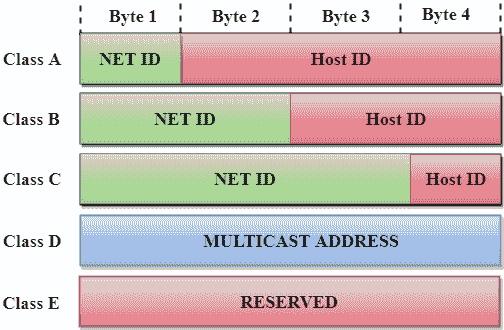 Byte 1 Byte 2 Byte 3 Byte 4
Class A NET ID Host ID
Class B NET ID Host ID
Class C NET ID Host ID
Class D MULTICAST ADDRESS
Class E RESERVED